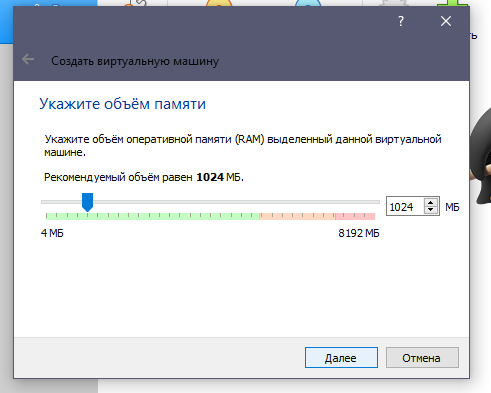 ?
Создать виртуальную машину
Укажите объём памяти
Укажите объём оперативной памяти (RAM) выделенный данной виртуальной
машине.
Рекомендуемый объём равен 1024 МБ.
1024 МБ
4 МБ 8192 МБ
Далее Отмена